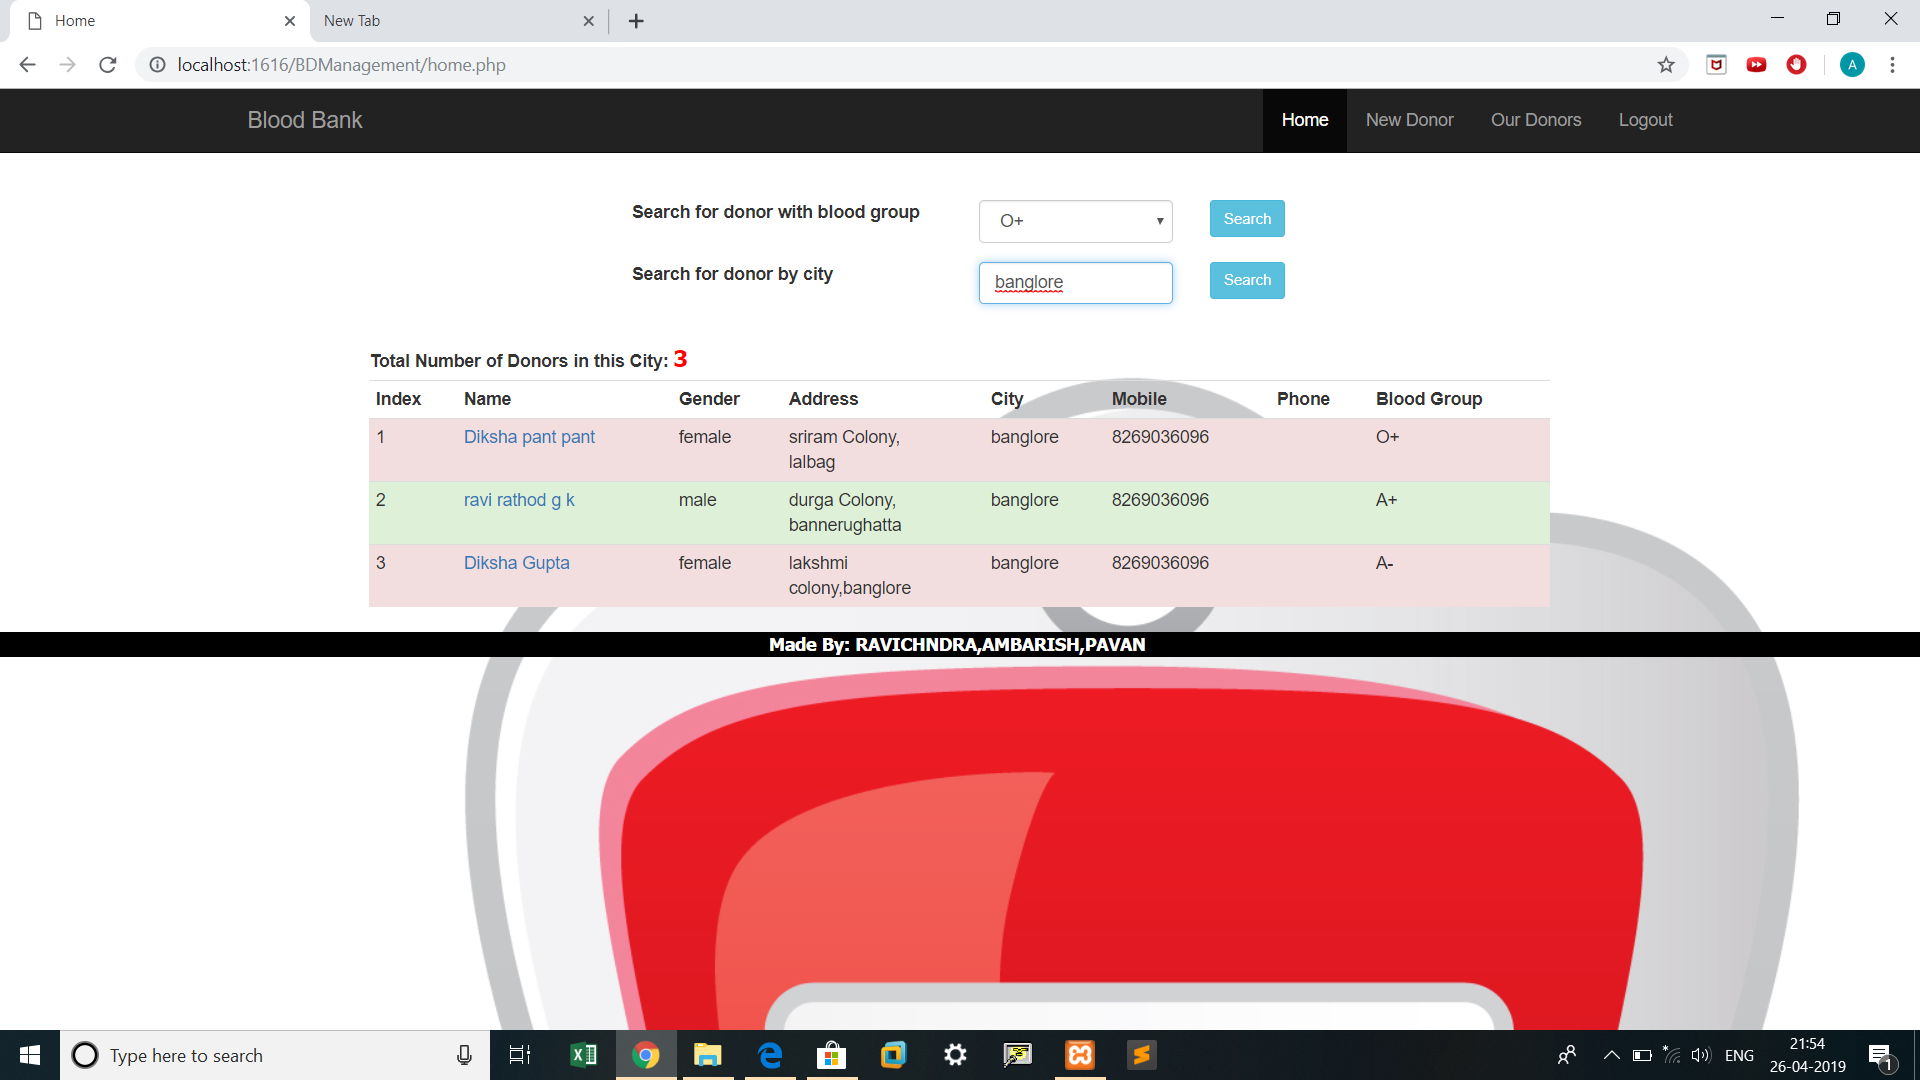 Home
New Tab
localhost:1616/BDManagement/home.php
A
Blood Bank
Home
New Donor
Our Donors
Logout
Search for donor with blood group
O+
Search
Search for donor by city
banglore
Search
Total Number of Donors in this City: 3
Index Name Gender Address City Mobile Phone Blood Group
1 Diksha pant pant female sriram Colony, banglore 8269036096 O+
lalbag
2 ravi rathod g k male durga Colony, banglore 8269036096 A+
bannerughatta
3 Diksha Gupta female lakshmi banglore 8269036096 A-
colony,banglore
Made By: RAVICHNDRA,AMBARISH,PAVAN
Type here to search
ENG
21:54
26-04-2019
1